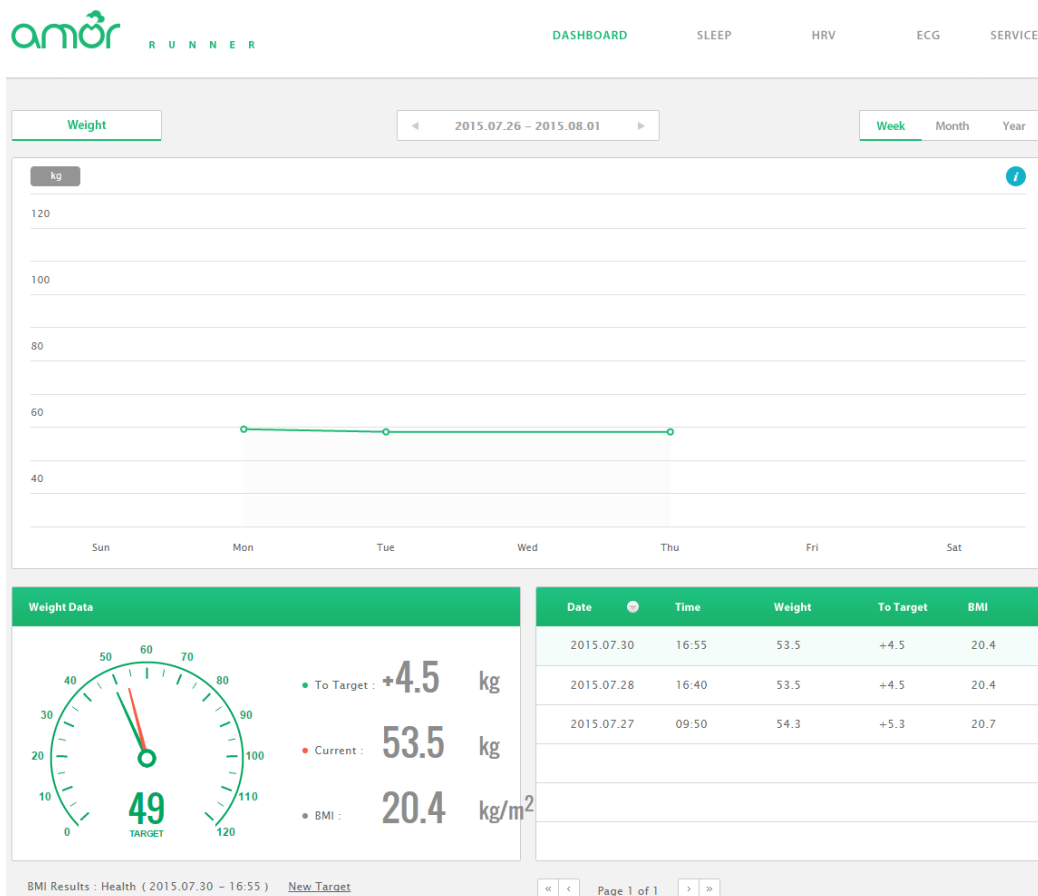 amor RUNNER
DASHBOARD SLEEP HRV ECG SERVICE
Weight
2015.07.26 – 2015.08.01
Week Month Year
kg
i
120
100
80
60
40
Sun Mon Tue Wed Thu Fri Sat
Weight Data
0 10 20 30 40 50 60 70 80 90 100 110 120
49
TARGET
To Target : +4.5 kg
Current : 53.5 kg
BMI : 20.4 kg/m²
Date Time Weight To Target BMI
2015.07.30 16:55 53.5 +4.5 20.4
2015.07.28 16:40 53.5 +4.5 20.4
2015.07.27 09:50 54.3 +5.3 20.7
BMI Results : Health ( 2015.07.30 – 16:55 ) New Target
« ‹ Page 1 of 1 › »